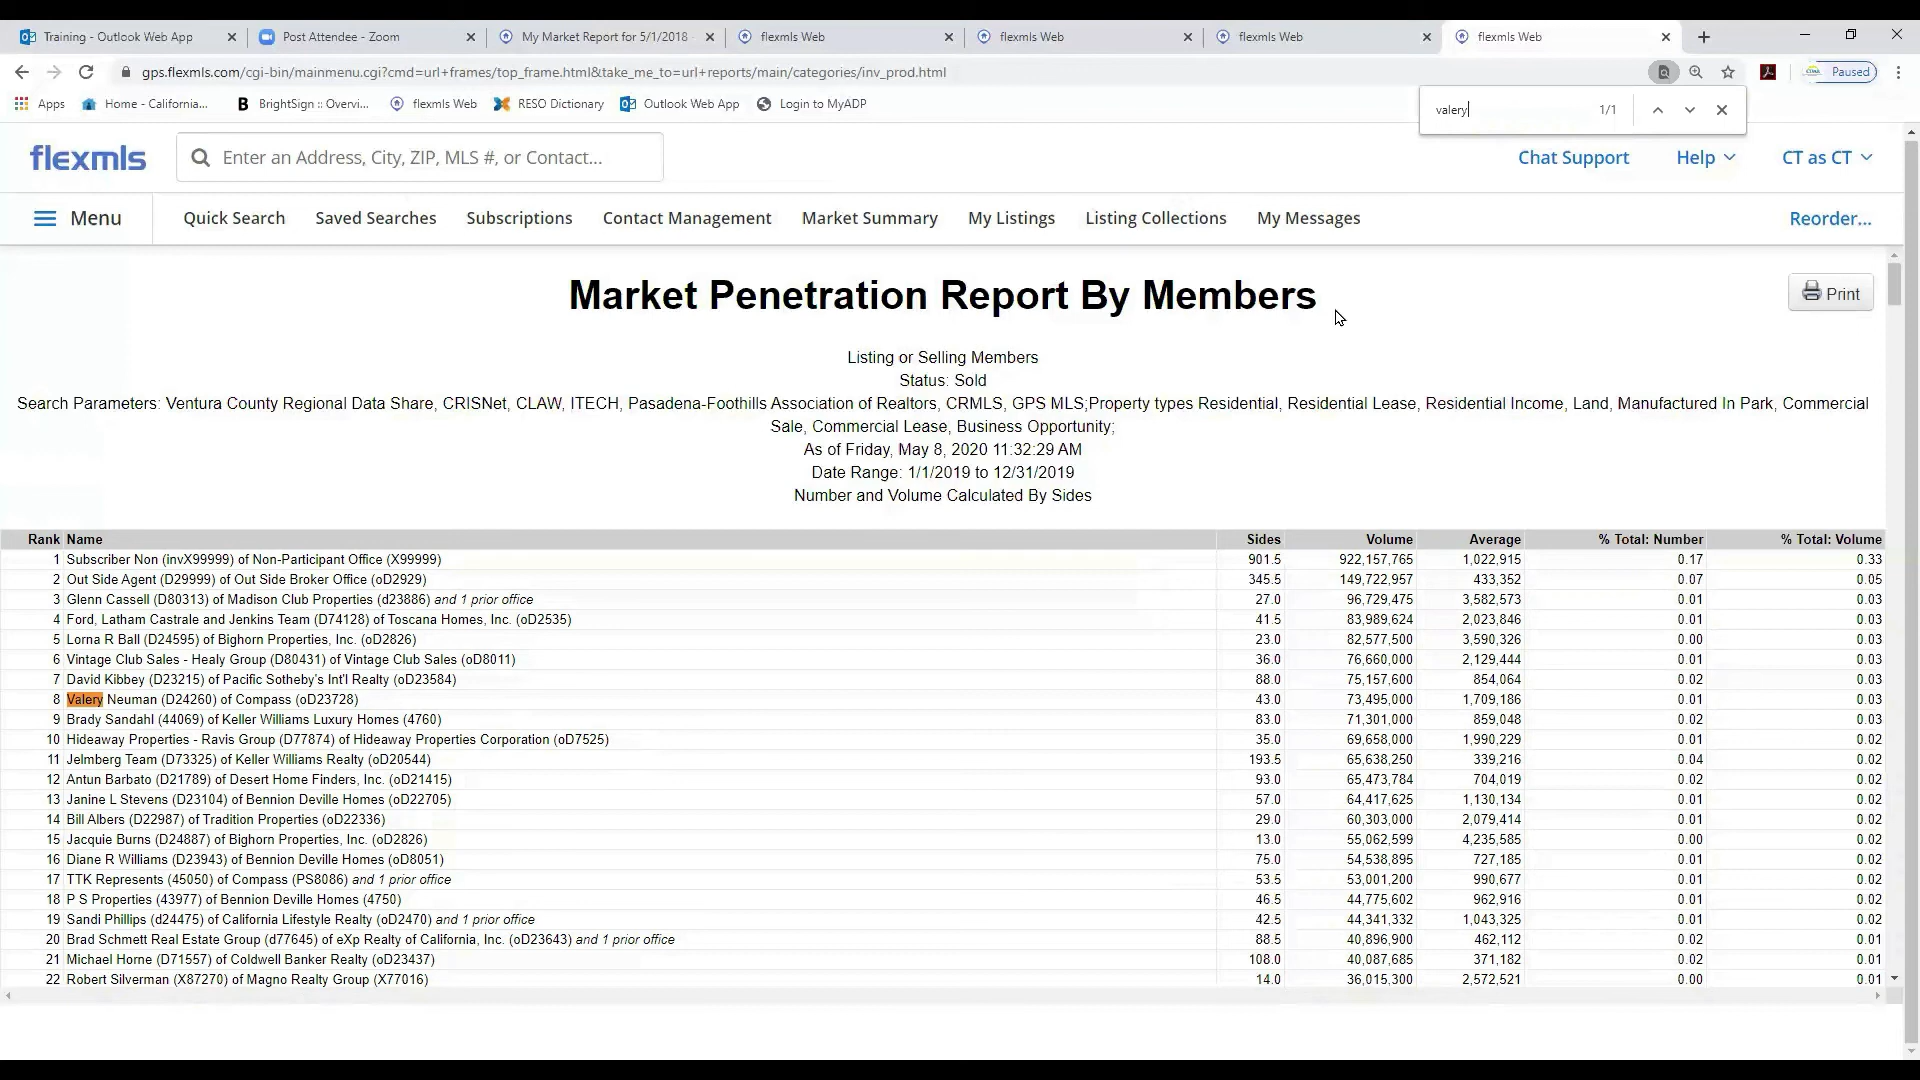 Training - Outlook Web App
Post Attendee - Zoom
My Market Report for 5/1/2018
flexmls Web
flexmls Web
flexmls Web
flexmls Web
gps.flexmls.com/cgi-bin/mainmenu.cgi?cmd=url+frames/top_frame.html&take_me_to=url+reports/main/categories/inv_prod.html
Paused
Apps
Home - California...
BrightSign :: Overvi...
flexmls Web
RESO Dictionary
Outlook Web App
Login to MyADP
valery 1/1
flexmls
Enter an Address, City, ZIP, MLS #, or Contact...
Chat Support
Help
CT as CT
Menu
Quick Search
Saved Searches
Subscriptions
Contact Management
Market Summary
My Listings
Listing Collections
My Messages
Reorder...
Market Penetration Report By Members
Print
Listing or Selling Members
Status: Sold
Search Parameters: Ventura County Regional Data Share, CRISNet, CLAW, ITECH, Pasadena-Foothills Association of Realtors, CRMLS, GPS MLS;Property types Residential, Residential Lease, Residential Income, Land, Manufactured In Park, Commercial
Sale, Commercial Lease, Business Opportunity;
As of Friday, May 8, 2020 11:32:29 AM
Date Range: 1/1/2019 to 12/31/2019
Number and Volume Calculated By Sides
Rank Name Sides Volume Average % Total: Number % Total: Volume
1 Subscriber Non (invX99999) of Non-Participant Office (X99999) 901.5 922,157,765 1,022,915 0.17 0.33
2 Out Side Agent (D29999) of Out Side Broker Office (oD2929) 345.5 149,722,957 433,352 0.07 0.05
3 Glenn Cassell (D80313) of Madison Club Properties (d23886) and 1 prior office 27.0 96,729,475 3,582,573 0.01 0.03
4 Ford, Latham Castrale and Jenkins Team (D74128) of Toscana Homes, Inc. (oD2535) 41.5 83,989,624 2,023,846 0.01 0.03
5 Lorna R Ball (D24595) of Bighorn Properties, Inc. (oD2826) 23.0 82,577,500 3,590,326 0.00 0.03
6 Vintage Club Sales - Healy Group (D80431) of Vintage Club Sales (oD8011) 36.0 76,660,000 2,129,444 0.01 0.03
7 David Kibbey (D23215) of Pacific Sotheby's Int'l Realty (oD23584) 88.0 75,157,600 854,064 0.02 0.03
8 Valery Neuman (D24260) of Compass (oD23728) 43.0 73,495,000 1,709,186 0.01 0.03
9 Brady Sandahl (44069) of Keller Williams Luxury Homes (4760) 83.0 71,301,000 859,048 0.02 0.03
10 Hideaway Properties - Ravis Group (D77874) of Hideaway Properties Corporation (oD7525) 35.0 69,658,000 1,990,229 0.01 0.02
11 Jelmberg Team (D73325) of Keller Williams Realty (oD20544) 193.5 65,638,250 339,216 0.04 0.02
12 Antun Barbato (D21789) of Desert Home Finders, Inc. (oD21415) 93.0 65,473,784 704,019 0.02 0.02
13 Janine L Stevens (D23104) of Bennion Deville Homes (oD22705) 57.0 64,417,625 1,130,134 0.01 0.02
14 Bill Albers (D22987) of Tradition Properties (oD22336) 29.0 60,303,000 2,079,414 0.01 0.02
15 Jacquie Burns (D24887) of Bighorn Properties, Inc. (oD2826) 13.0 55,062,599 4,235,585 0.00 0.02
16 Diane R Williams (D23943) of Bennion Deville Homes (oD8051) 75.0 54,538,895 727,185 0.01 0.02
17 TTK Represents (45050) of Compass (PS8086) and 1 prior office 53.5 53,001,200 990,677 0.01 0.02
18 P S Properties (43977) of Bennion Deville Homes (4750) 46.5 44,775,602 962,916 0.01 0.02
19 Sandi Phillips (d24475) of California Lifestyle Realty (oD2470) and 1 prior office 42.5 44,341,332 1,043,325 0.01 0.02
20 Brad Schmett Real Estate Group (d77645) of eXp Realty of California, Inc. (oD23643) and 1 prior office 88.5 40,896,900 462,112 0.02 0.01
21 Michael Horne (D71557) of Coldwell Banker Realty (oD23437) 108.0 40,087,685 371,182 0.02 0.01
22 Robert Silverman (X87270) of Magno Realty Group (X77016) 14.0 36,015,300 2,572,521 0.00 0.01